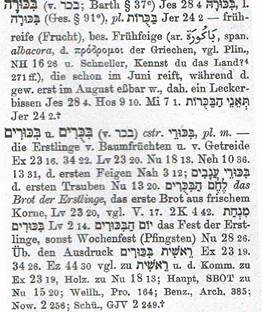 בִּכּוּרָה (v. בכר; Barth § 37c) Jes 28 4 בִּכּוּרָהּ,
l. בִּכּוּרָה (Ges. § 91e), pl. בַּכֻּרוֹת Jer 24 2 — früh-
reife (Frucht), bes. Frühfeige (ar. بَاكُورَة, span.
albacora, d. πρόδρομοι der Griechen, vgl. Plin.,
NH 16 26 u. Schneller, Kennst du das Land?⁴
271 ff.), die schon im Juni reift, während d.
gew. erst im August eßbar w., dah. ein Leckerbissen
Jes 28 4. Hos 9 10. Mi 7 1. תְּאֵנֵי הַבַּכֻּרוֹת
Jer 24 2.†
בִּכּוּרִים u. בִּכֻּרִים (v. בכר) cstr. בִּכּוּרֵי, pl. m. —
die Erstlinge v. Baumfrüchten u. v. Getreide
Ex 23 16. 34 22. Lv 23 20. Nu 18 13. Neh 10 36.
13 31, d. ersten Feigen Nah 3 12; בִּכּוּרֵי עֲנָבִים
d. ersten Trauben Nu 13 20. לֶחֶם הַבִּכֻּרִים das
Brot der Erstlinge, das erste Brot aus frischem
Korne, Lv 23 20, vgl. V. 17. 2K 4 42. מִנְחַת
בִּכּוּרִים Lv 2 14. יוֹם הַבִּכּוּרִים das Fest der Erst-
linge, sonst Wochenfest (Pfingsten) Nu 28 26.
Üb. den Ausdruck רֵאשִׁית בִּכּוּרֵי Ex 23 19.
34 26. Ez 44 30 vgl. zu רֵאשִׁית u. d. Komm. zu
Ex 23 19, Holz. zu Nu 18 13; Haupt, SBOT zu
Nu 15 20; Wellh., Pro. 104; Benz., Arch. 385;
Now. 2 256; Schü., GJV 2 249.†